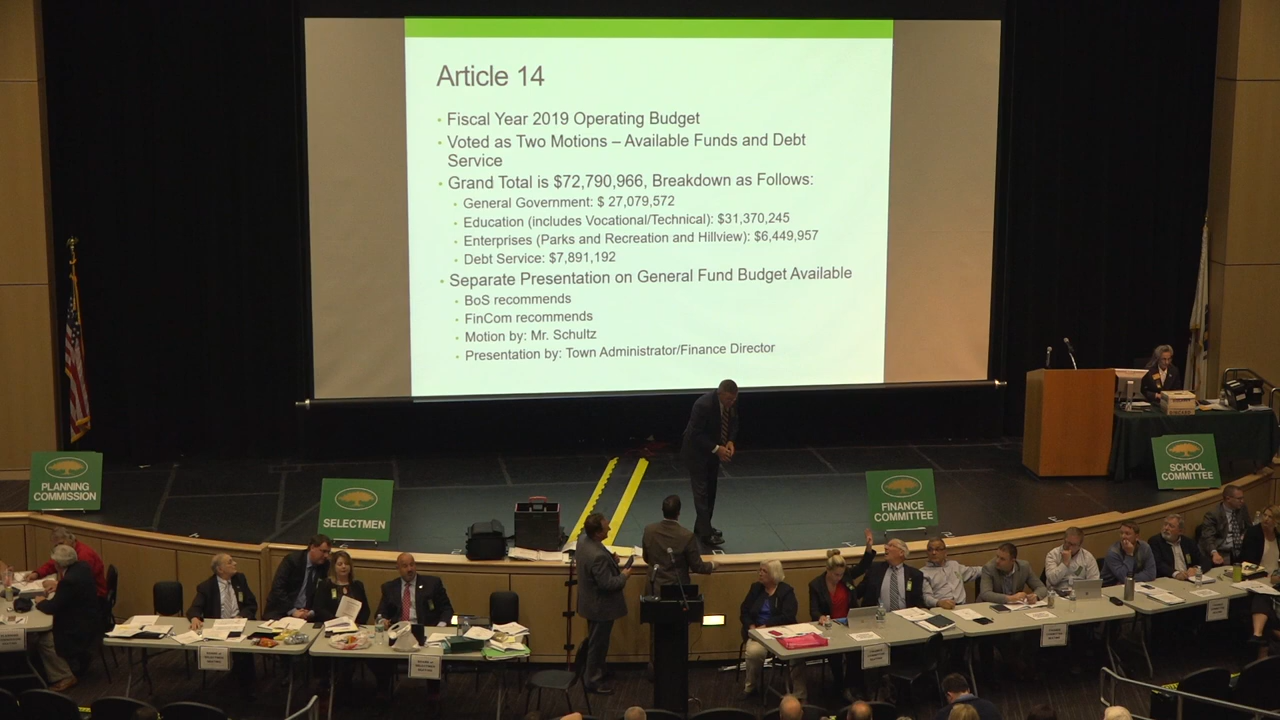 Article 14
Fiscal Year 2019 Operating Budget
Voted as Two Motions – Available Funds and Debt
Service
Grand Total is $72,790,966, Breakdown as Follows:
General Government: $ 27,079,572
Education (includes Vocational/Technical): $31,370,245
Enterprises (Parks and Recreation and Hillview): $6,449,957
Debt Service: $7,891,192
Separate Presentation on General Fund Budget Available
BoS recommends
FinCom recommends
Motion by: Mr. Schultz
Presentation by: Town Administrator/Finance Director
PLANNING
COMMISSION
SELECTMEN
FINANCE
COMMITTEE
SCHOOL
COMMITTEE